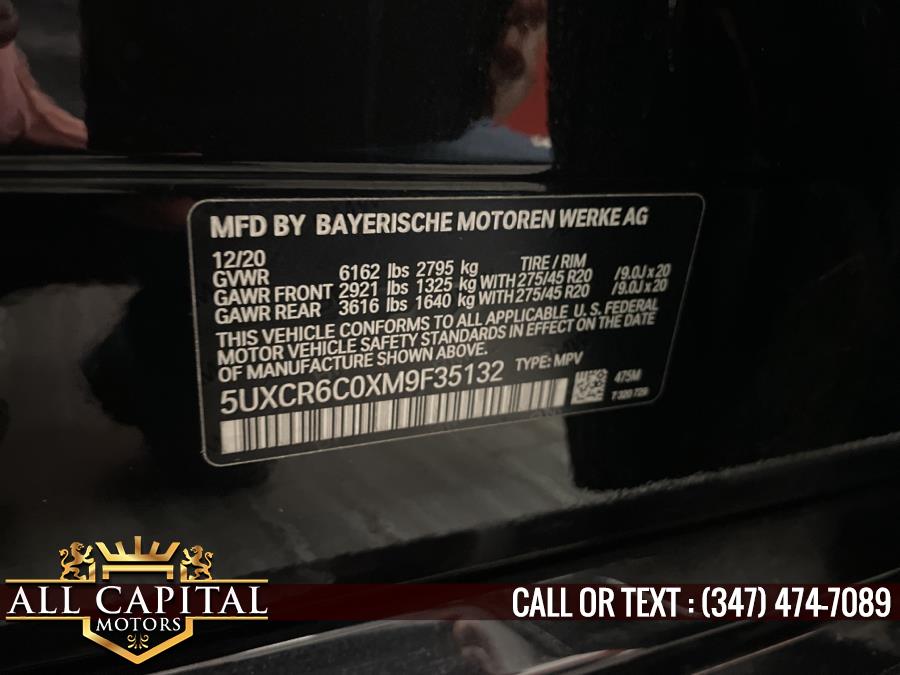 MFD BY BAYERISCHE MOTOREN WERKE AG
12/20 TIRE / RIM
GVWR 6162 lbs 2795 kg
GAWR FRONT 2921 lbs 1325 kg WITH 275/45 R20 /9.0J x 20
GAWR REAR 3616 lbs 1640 kg WITH 275/45 R20 /9.0J x 20
THIS VEHICLE CONFORMS TO ALL APPLICABLE U.S. FEDERAL
MOTOR VEHICLE SAFETY STANDARDS IN EFFECT ON THE DATE
OF MANUFACTURE SHOWN ABOVE.
5UXCR6C0XM9F35132 TYPE: MPV
475M
7 320 728
ALL CAPITAL
MOTORS
CALL OR TEXT : (347) 474-7089